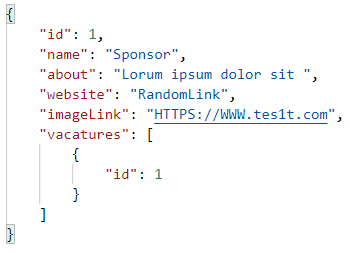 {
"id": 1,
"name": "Sponsor",
"about": "Lorum ipsum dolor sit ",
"website": "RandomLink",
"imageLink": "HTTPS://WWW.tes1t.com",
"vacatures": [
{
"id": 1
}
]
}